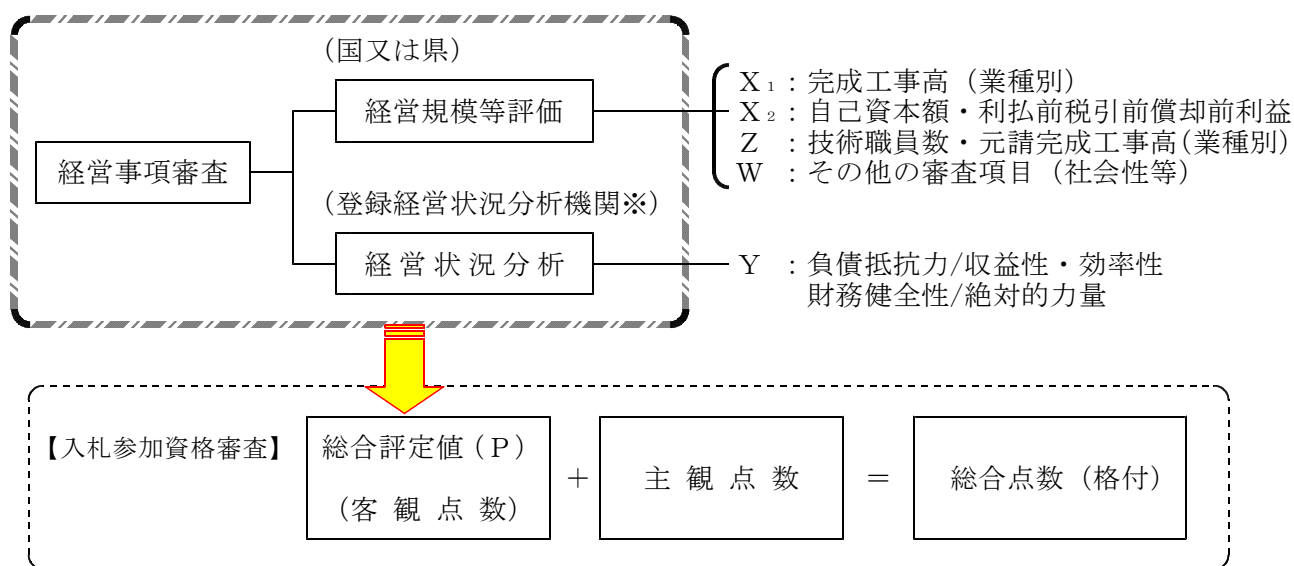 (国又は県)
経営規模等評価
経営事項審査
(登録経営状況分析機関※)
経営状況分析
X₁:完成工事高(業種別)
X₂:自己資本額・利払前税引前償却前利益
Z:技術職員数・元請完成工事高(業種別)
W:その他の審査項目(社会性等)
Y:負債抵抗力/収益性・効率性
財務健全性/絶対的力量
【入札参加資格審査】
総合評定値(P)
(客観点数)
+
主観点数
=
総合点数(格付)